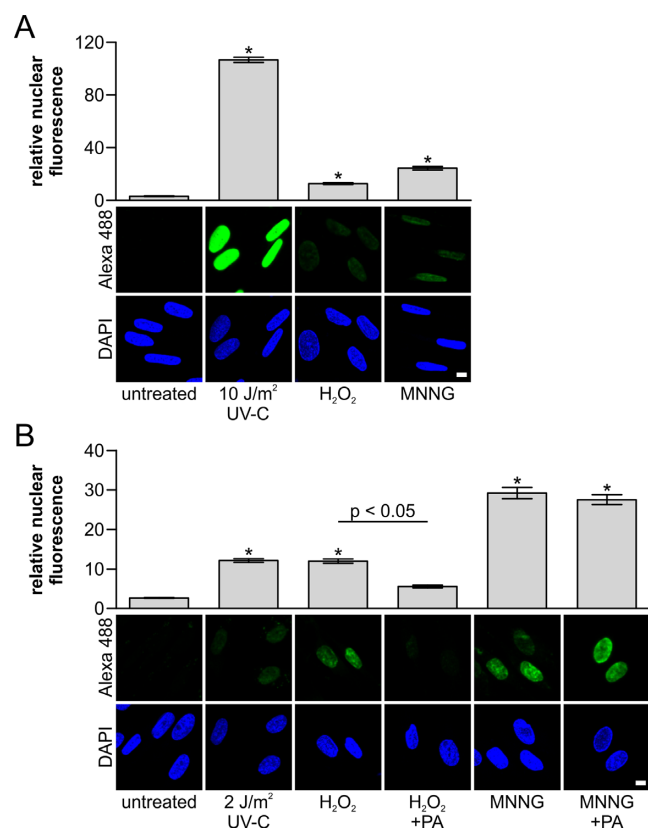 A
relative nuclear
fluorescence
120
80
40
0
*
*
*
Alexa 488
DAPI
untreated
10 J/m²
UV-C
H₂O₂
MNNG
B
relative nuclear
fluorescence
40
30
20
10
0
*
*
p < 0.05
*
*
Alexa 488
DAPI
untreated
2 J/m²
UV-C
H₂O₂
H₂O₂
+PA
MNNG
MNNG
+PA